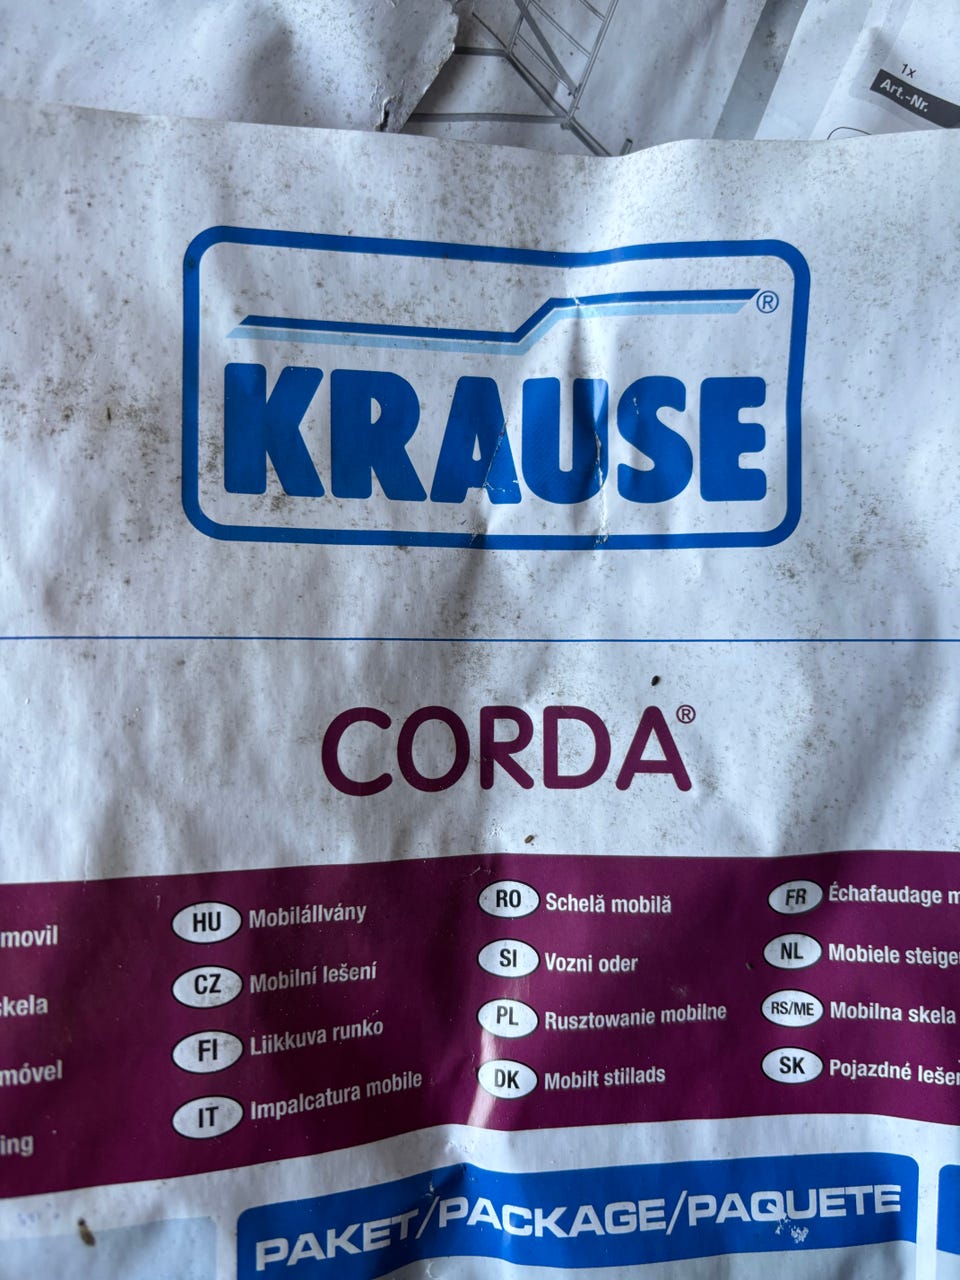 1x
Art.-Nr.
KRAUSE®
CORDA®
movil
skela
móvel
ing
HU Mobilállvány
CZ Mobilní lešení
FI Liikkuva runko
IT Impalcatura mobile
RO Schelă mobilă
SI Vozni oder
PL Rusztowanie mobilne
DK Mobilt stillads
FR Échafaudage m
NL Mobiele steige
RS/ME Mobilna skela
SK Pojazdné leše
PAKET/PACKAGE/PAQUETE